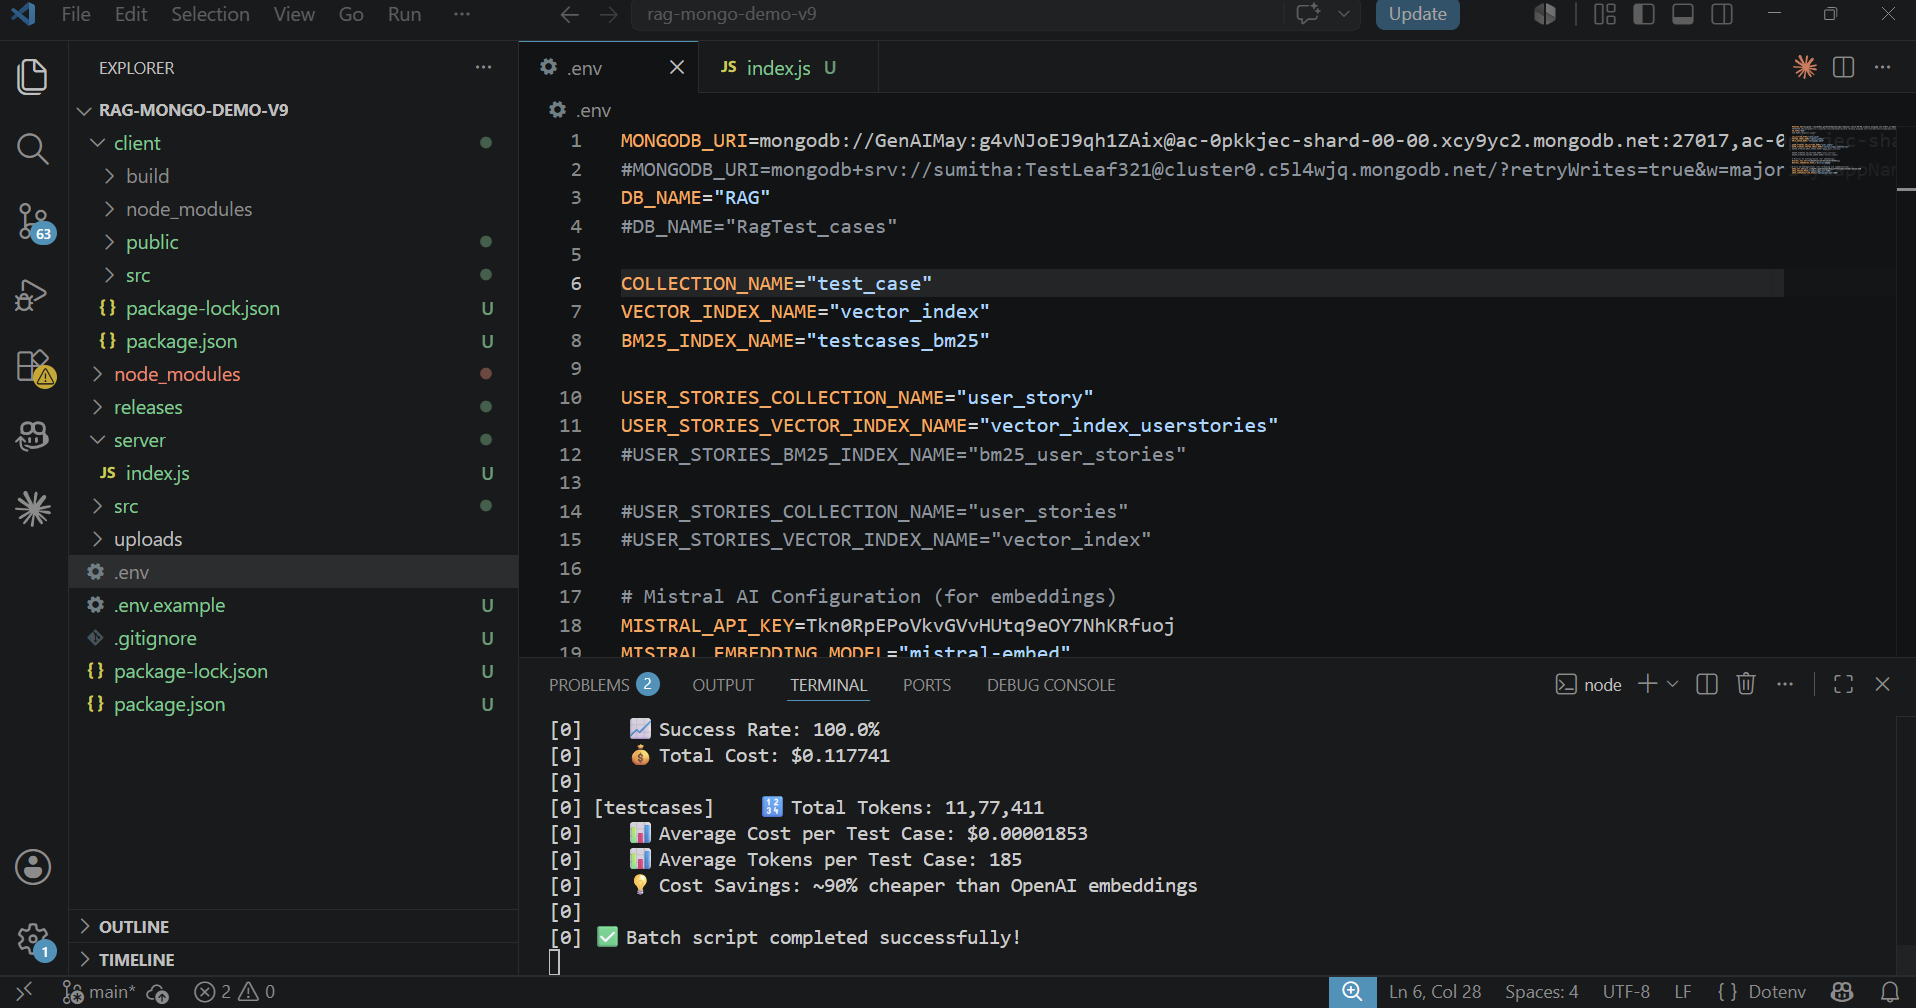 File Edit Selection View Go Run ···
rag-mongo-demo-v9
Update
EXPLORER ···
RAG-MONGO-DEMO-V9
client
build
node_modules
public
src
{} package-lock.json U
{} package.json U
node_modules
releases
server
JS index.js U
src
uploads
.env
.env.example U
.gitignore U
{} package-lock.json U
{} package.json U
OUTLINE
TIMELINE
63
1
.env
JS index.js U
.env
1 MONGODB_URI=mongodb://GenAIMay:g4vNJoEJ9qh1ZAix@ac-0pkkjec-shard-00-00.xcy9yc2.mongodb.net:27017,ac-0
2 #MONGODB_URI=mongodb+srv://sumitha:TestLeaf321@cluster0.c5l4wjq.mongodb.net/?retryWrites=true&w=major
3 DB_NAME="RAG"
4 #DB_NAME="RagTest_cases"
5
6 COLLECTION_NAME="test_case"
7 VECTOR_INDEX_NAME="vector_index"
8 BM25_INDEX_NAME="testcases_bm25"
9
10 USER_STORIES_COLLECTION_NAME="user_story"
11 USER_STORIES_VECTOR_INDEX_NAME="vector_index_userstories"
12 #USER_STORIES_BM25_INDEX_NAME="bm25_user_stories"
13
14 #USER_STORIES_COLLECTION_NAME="user_stories"
15 #USER_STORIES_VECTOR_INDEX_NAME="vector_index"
16
17 # Mistral AI Configuration (for embeddings)
18 MISTRAL_API_KEY=Tkn0RpEPoVkvGVvHUtq9eOY7NhKRfuoj
19 MISTRAL_EMBEDDING_MODEL="mistral-embed"
PROBLEMS 2 OUTPUT TERMINAL PORTS DEBUG CONSOLE
node
[0] 📈 Success Rate: 100.0%
[0] 💰 Total Cost: $0.117741
[0]
[0] [testcases] 🔢 Total Tokens: 11,77,411
[0] 📊 Average Cost per Test Case: $0.00001853
[0] 📊 Average Tokens per Test Case: 185
[0] 💡 Cost Savings: ~90% cheaper than OpenAI embeddings
[0]
[0] ✅ Batch script completed successfully!
main* 2 0
Ln 6, Col 28 Spaces: 4 UTF-8 LF {} Dotenv